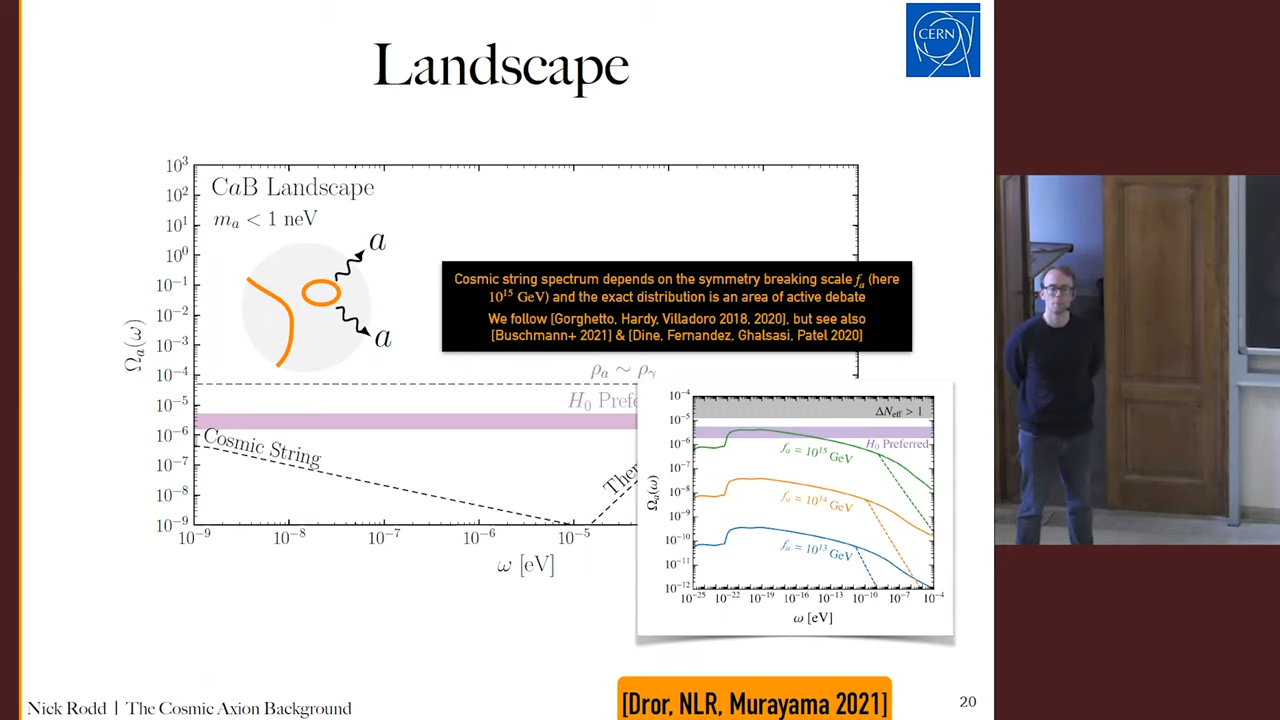 CERN
Landscape
CaB Landscape
m_a < 1 neV
a
a
Cosmic string spectrum depends on the symmetry breaking scale f_a (here
10^15 GeV) and the exact distribution is an area of active debate
We follow [Gorghetto, Hardy, Villadoro 2018, 2020], but see also
[Buschmann+ 2021] & [Dine, Fernandez, Ghalsasi, Patel 2020]
10^3
10^2
10^1
10^0
10^-1
10^-2
10^-3
10^-4
10^-5
10^-6
10^-7
10^-8
10^-9
Ω_a(ω)
ρ_a ∼ ρ_γ
H_0 Prefe
Cosmic String
Ther
10^-9
10^-8
10^-7
10^-6
10^-5
ω [eV]
10^-4
10^-5
10^-6
10^-7
10^-8
10^-9
10^-10
10^-11
10^-12
Ω_a(ω)
ΔN_eff > 1
H_0 Preferred
f_a = 10^15 GeV
f_a = 10^14 GeV
f_a = 10^13 GeV
10^-25
10^-22
10^-19
10^-16
10^-13
10^-10
10^-7
10^-4
ω [eV]
[Dror, NLR, Murayama 2021]
Nick Rodd | The Cosmic Axion Background
20